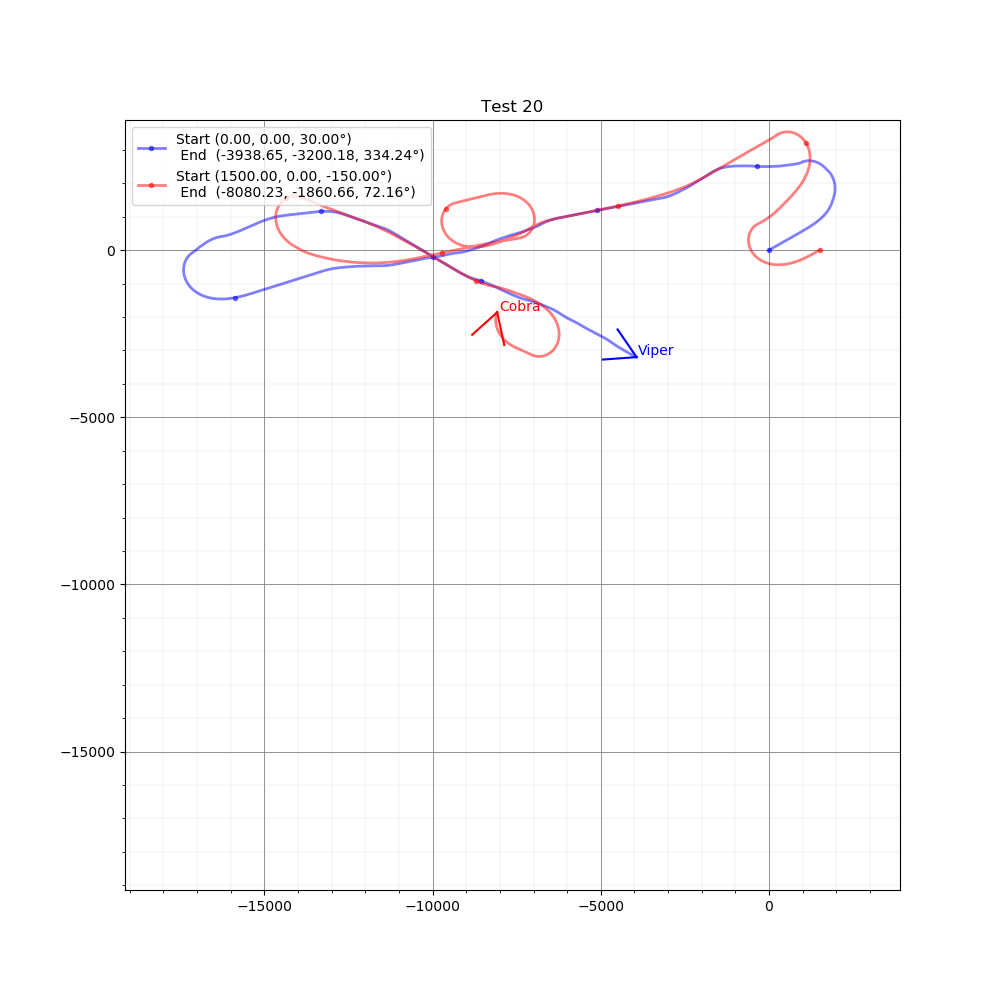 Test 20
Start (0.00, 0.00, 30.00°)
End (-3938.65, -3200.18, 334.24°)
Start (1500.00, 0.00, -150.00°)
End (-8080.23, -1860.66, 72.16°)
0
Cobra
Viper
−5000
−10000
−15000
−15000 −10000 −5000 0